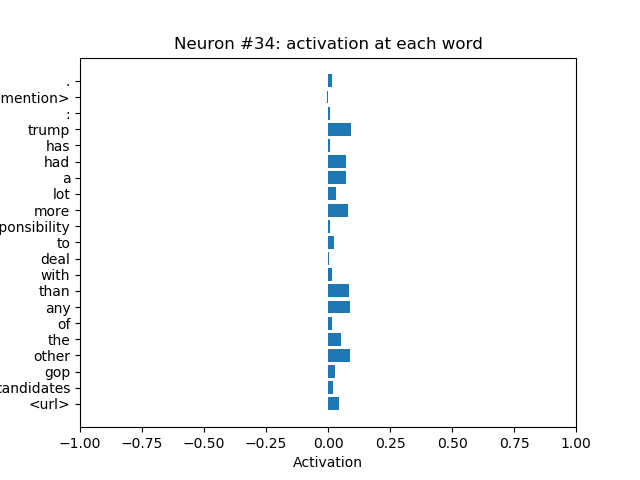 Neuron #34: activation at each word
.
mention>
:
trump
has
had
a
lot
more
ponsibility
to
deal
with
than
any
of
the
other
gop
candidates
<url>
−1.00 −0.75 −0.50 −0.25 0.00 0.25 0.50 0.75 1.00
Activation